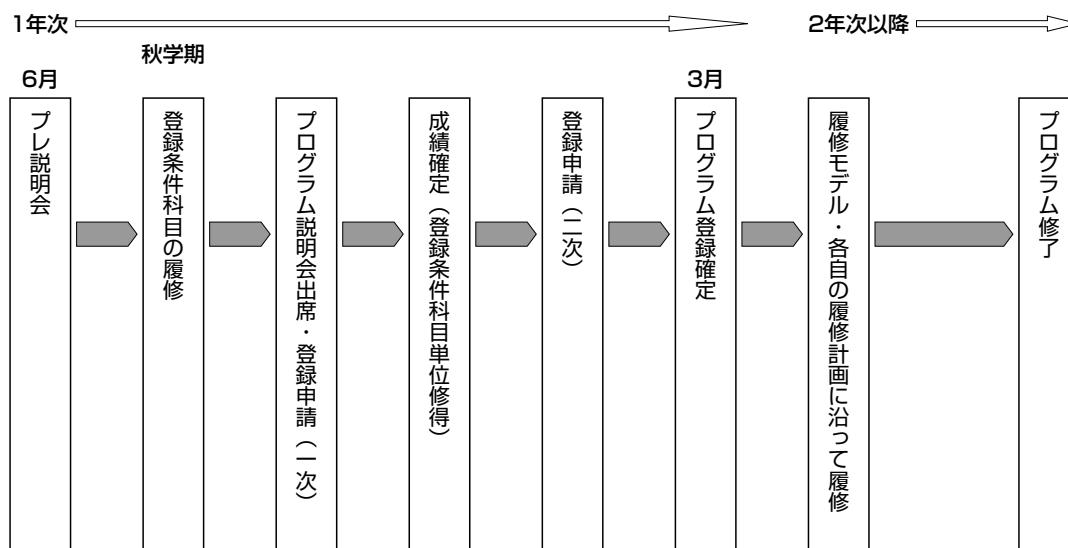 1年次
2年次以降
秋学期
6月
3月
プレ説明会
登録条件科目の履修
プログラム説明会出席・登録申請（一次）
成績確定（登録条件科目単位修得）
登録申請（二次）
プログラム登録確定
履修モデル・各自の履修計画に沿って履修
プログラム修了